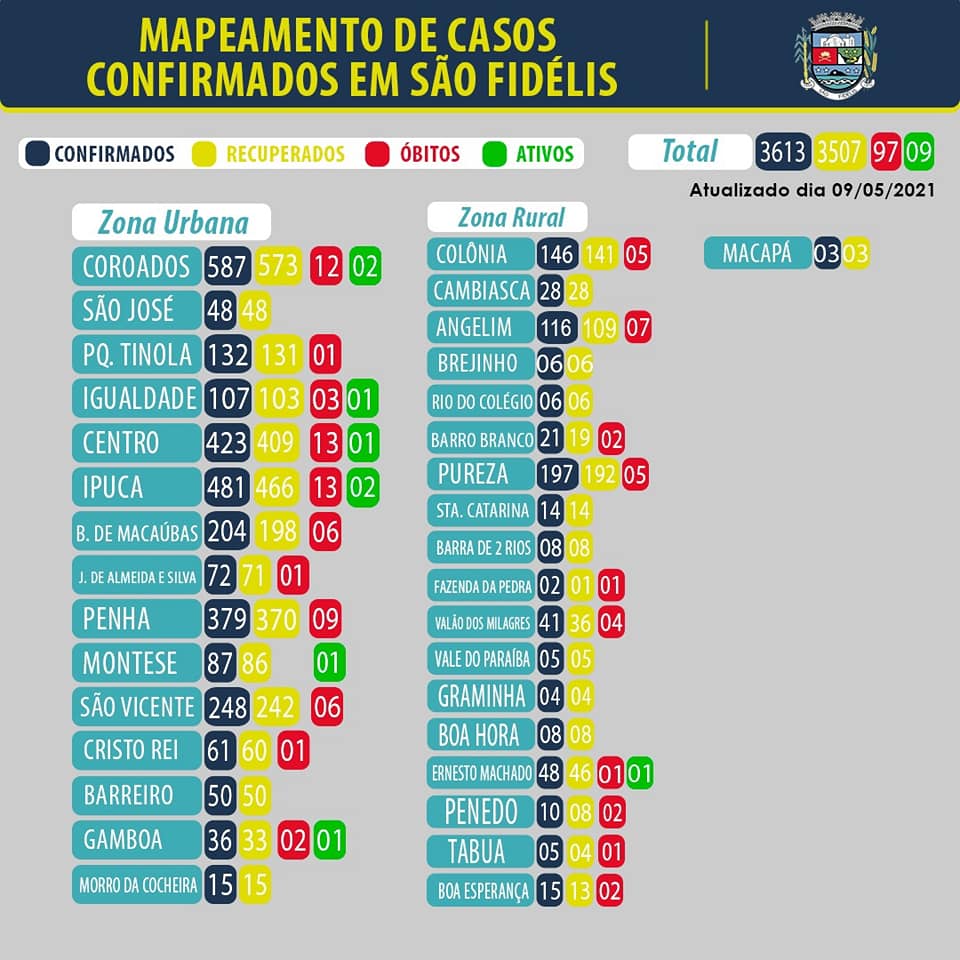 MAPEAMENTO DE CASOS
CONFIRMADOS EM SÃO FIDÉLIS
CONFIRMADOS RECUPERADOS ÓBITOS ATIVOS
Total 3613 3507 97 09
Atualizado dia 09/05/2021
Zona Urbana
COROADOS 587 573 12 02
SÃO JOSÉ 48 48
PQ. TINOLA 132 131 01
IGUALDADE 107 103 03 01
CENTRO 423 409 13 01
IPUCA 481 466 13 02
B. DE MACAÚBAS 204 198 06
J. DE ALMEIDA E SILVA 72 71 01
PENHA 379 370 09
MONTESE 87 86 01
SÃO VICENTE 248 242 06
CRISTO REI 61 60 01
BARREIRO 50 50
GAMBOA 36 33 02 01
MORRO DA COCHEIRA 15 15
Zona Rural
COLÔNIA 146 141 05
CAMBIASCA 28 28
ANGELIM 116 109 07
BREJINHO 06 06
RIO DO COLÉGIO 06 06
BARRO BRANCO 21 19 02
PUREZA 197 192 05
STA. CATARINA 14 14
BARRA DE 2 RIOS 08 08
FAZENDA DA PEDRA 02 01 01
VALÃO DOS MILAGRES 41 36 04
VALE DO PARAÍBA 05 05
GRAMINHA 04 04
BOA HORA 08 08
ERNESTO MACHADO 48 46 01 01
PENEDO 10 08 02
TABUA 05 04 01
BOA ESPERANÇA 15 13 02
MACAPÁ 03 03